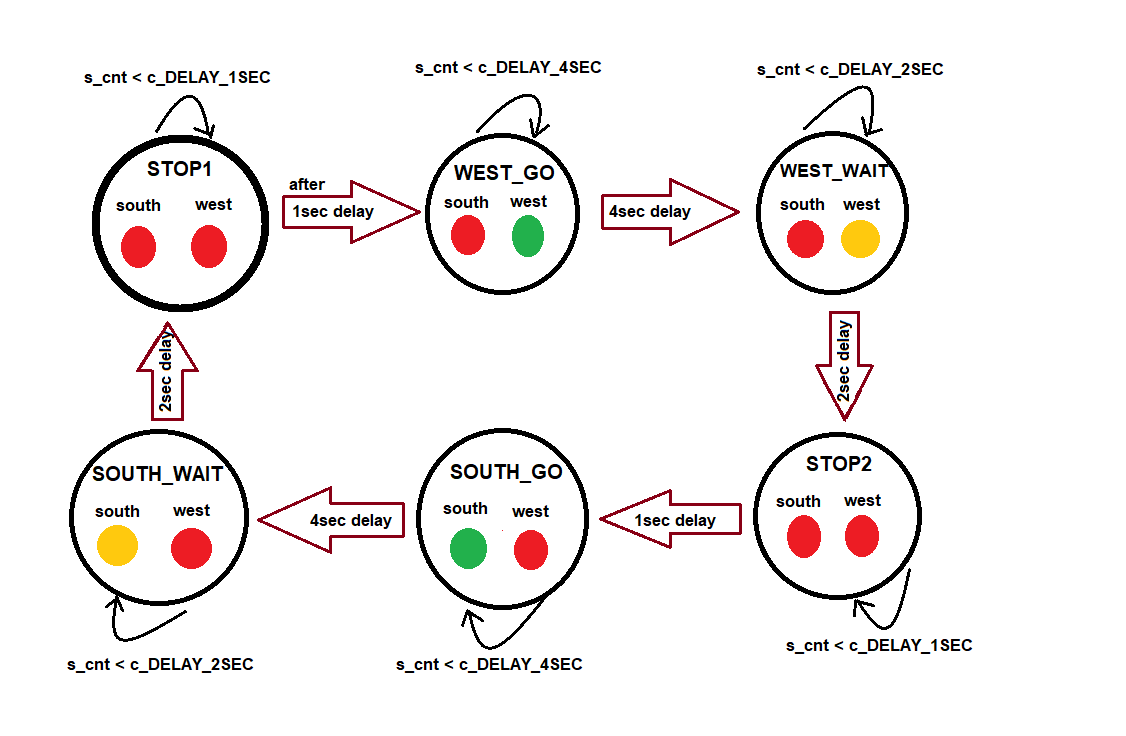 s_cnt < c_DELAY_1SEC
s_cnt < c_DELAY_4SEC
s_cnt < c_DELAY_2SEC
STOP1
south west
after
1sec delay
WEST_GO
south west
4sec delay
WEST_WAIT
south west
2sec delay
2sec delay
SOUTH_WAIT
south west
4sec delay
SOUTH_GO
south west
1sec delay
STOP2
south west
s_cnt < c_DELAY_2SEC
s_cnt < c_DELAY_4SEC
s_cnt < c_DELAY_1SEC